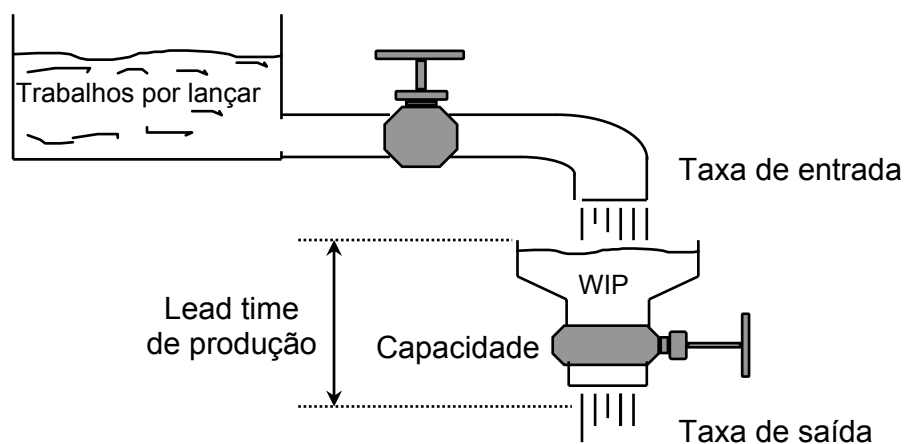 Trabalhos por lançar
Taxa de entrada
WIP
Lead time
de produção
Capacidade
Taxa de saída